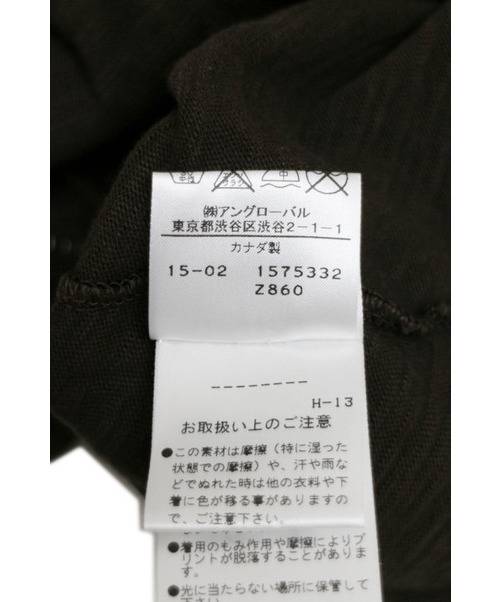 ㈱アングローバル
東京都渋谷区渋谷2-1-1
カナダ製
15-02 1575332
Z860
--------
H-13
お取扱い上のご注意
●この素材は摩擦（特に湿った
状態での摩擦）や、汗や雨な
どでぬれた時は他の衣料や下
着に色が移る事がありますの
で、ご注意下さい。
●着用のもみ作用や摩擦によりプ
リントが脱落することがありま
す。
●光に当たらない場所に保管して
下さい。